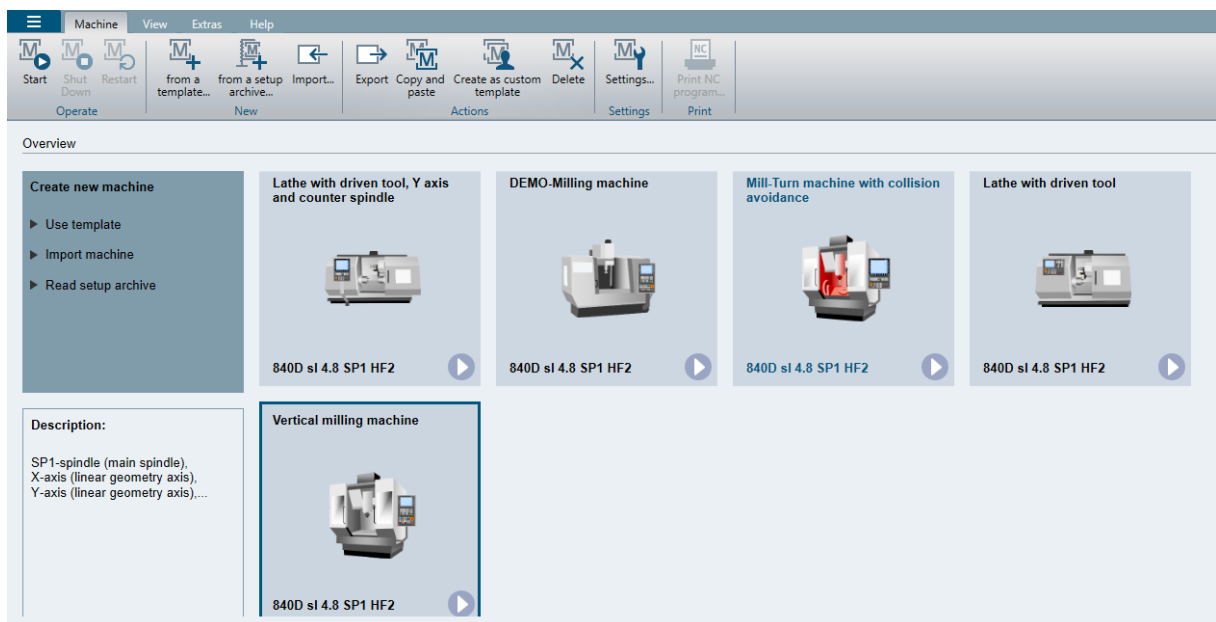 Machine View Extras Help
Start Shut Down Restart from a template... from a setup archive... Import... Export Copy and paste Create as custom template Delete Settings... NC Print NC program...
Operate New Actions Settings Print
Overview
Create new machine
Use template
Import machine
Read setup archive
Lathe with driven tool, Y axis
and counter spindle
840D sl 4.8 SP1 HF2
DEMO-Milling machine
840D sl 4.8 SP1 HF2
Mill-Turn machine with collision
avoidance
840D sl 4.8 SP1 HF2
Lathe with driven tool
840D sl 4.8 SP1 HF2
Description:
SP1-spindle (main spindle),
X-axis (linear geometry axis),
Y-axis (linear geometry axis),...
Vertical milling machine
840D sl 4.8 SP1 HF2